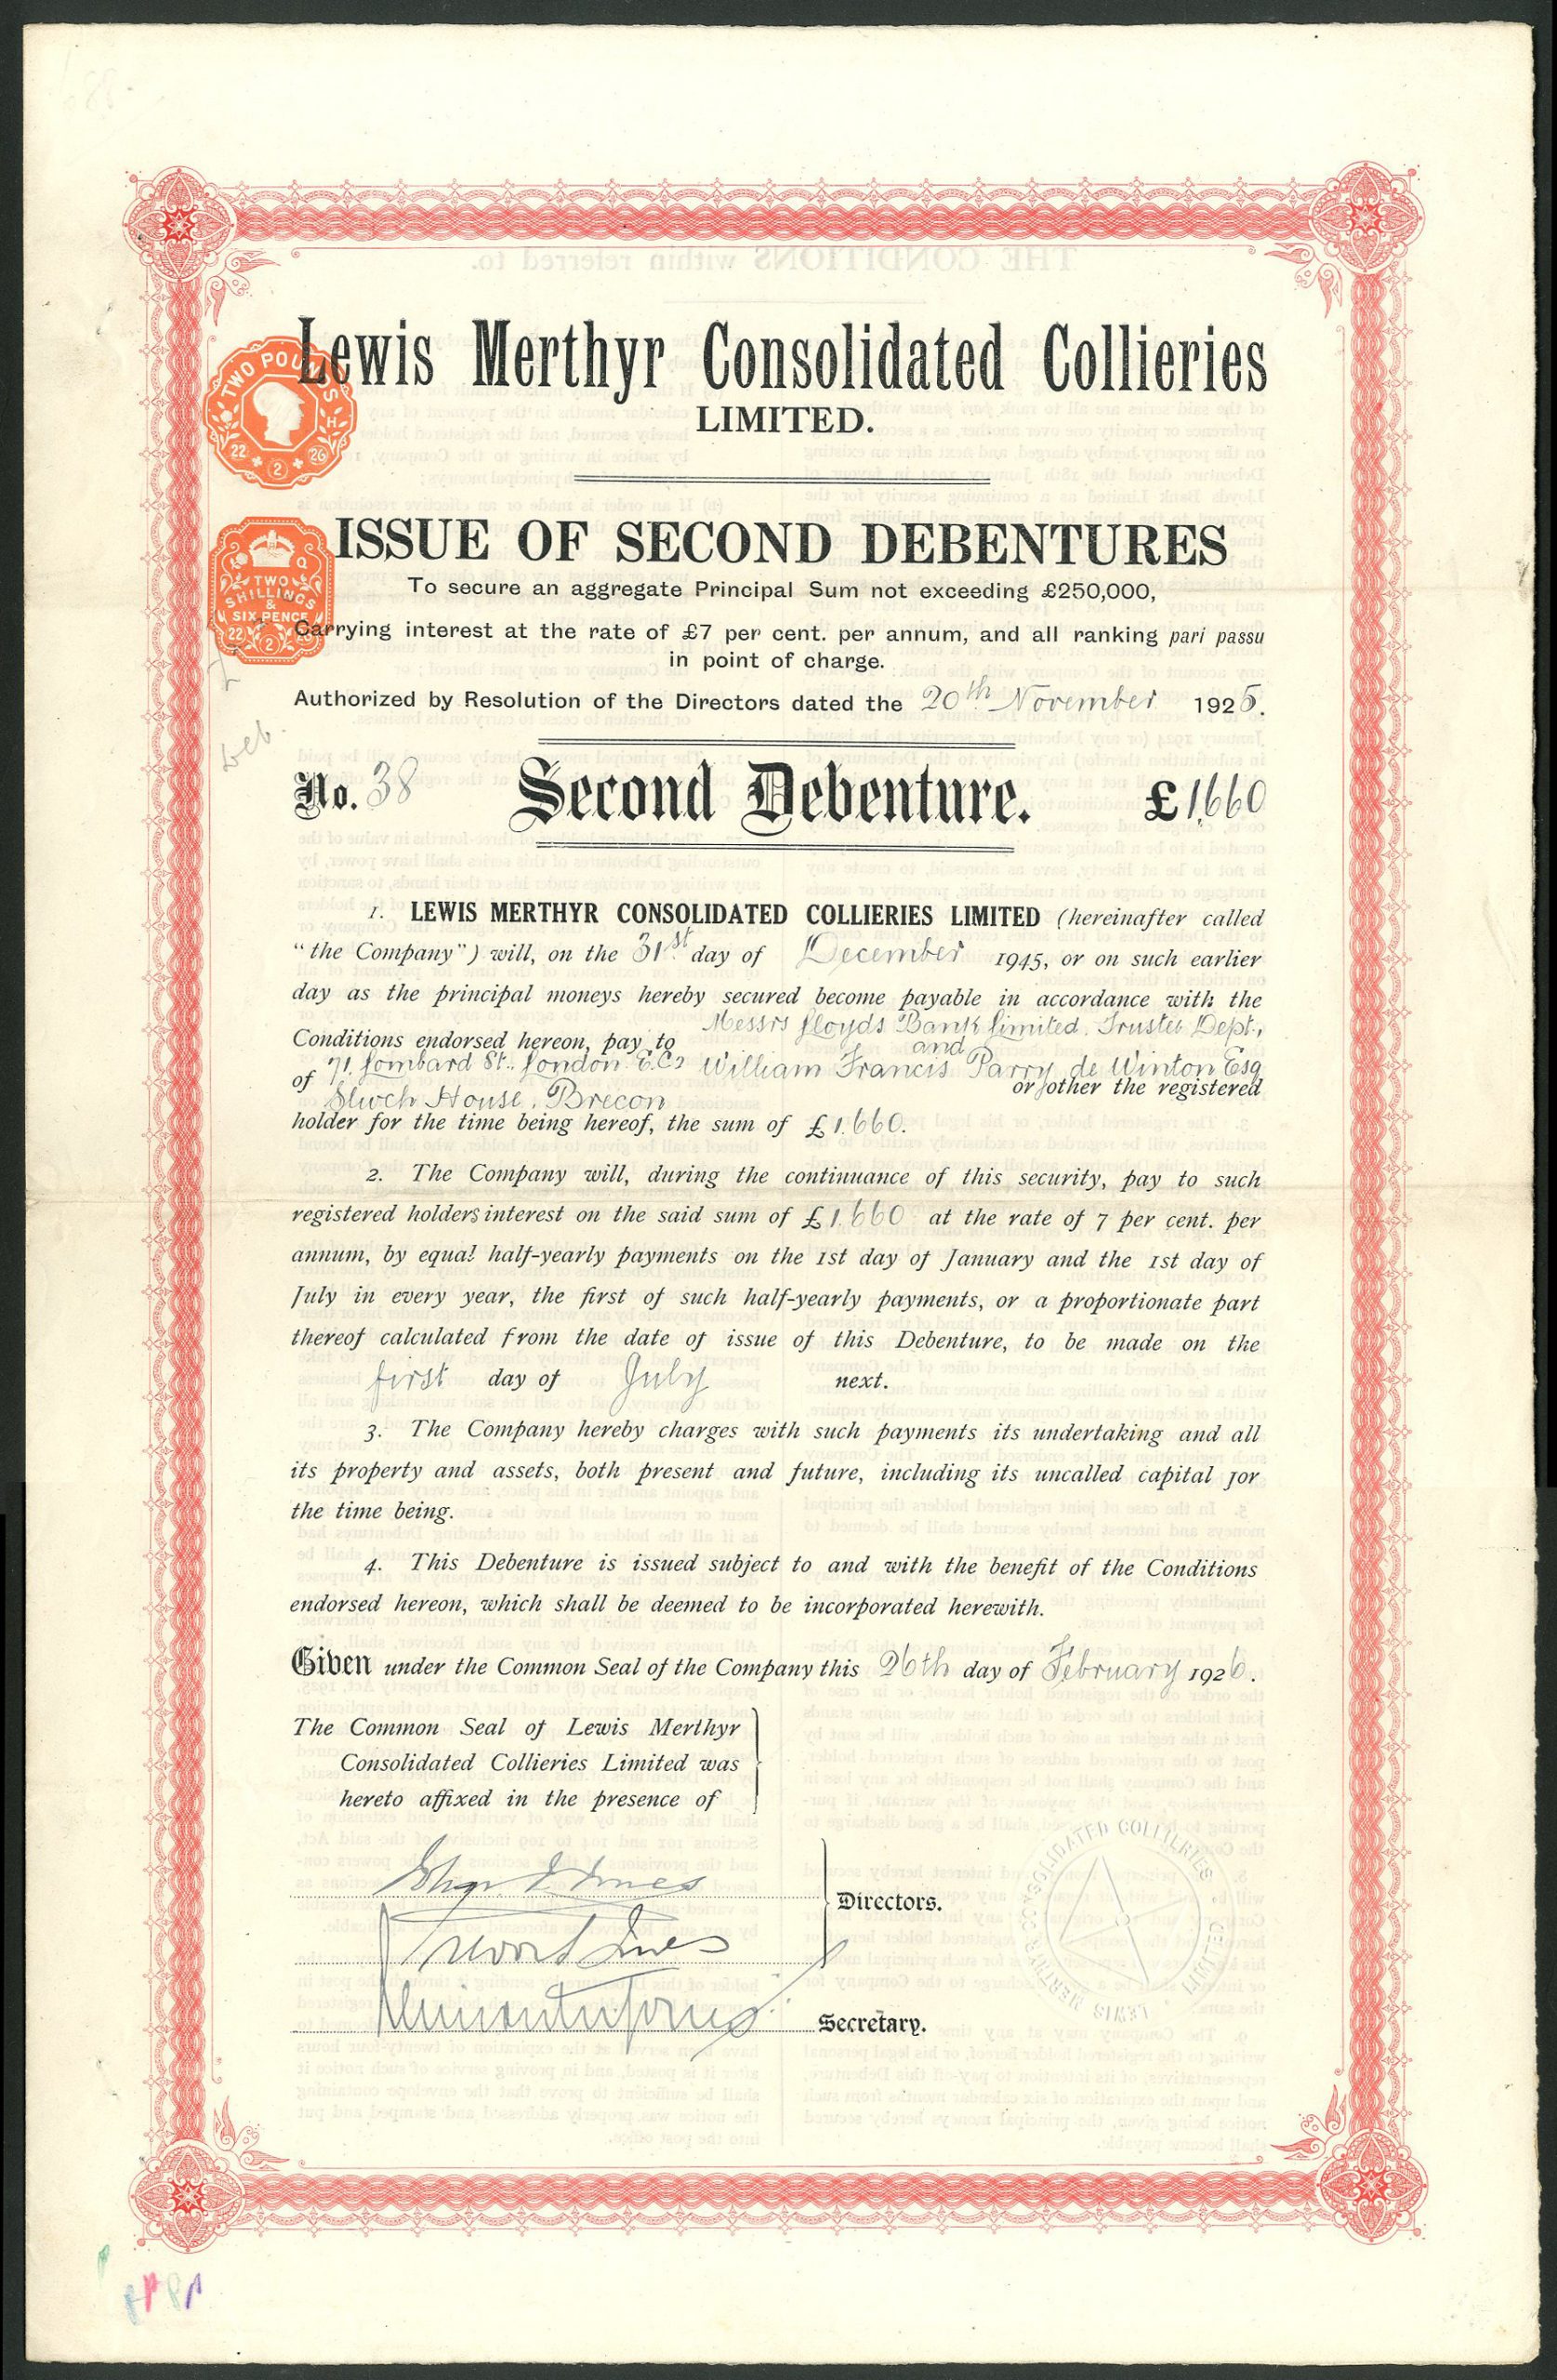 Lewis Merthyr Consolidated Collieries
LIMITED.
TWO POUNDS
H
22 2 26
ISSUE OF SECOND DEBENTURES
To secure an aggregate Principal Sum not exceeding £250,000,
TWO
SHILLINGS
&
SIX PENCE
22 2
Carrying interest at the rate of £7 per cent. per annum, and all ranking pari passu
in point of charge.
Authorized by Resolution of the Directors dated the 20th November 1925.
Deb.
No. 38 Second Debenture. £1,660
1. LEWIS MERTHYR CONSOLIDATED COLLIERIES LIMITED (hereinafter called
"the Company") will, on the 31st day of December 1945, or on such earlier
day as the principal moneys hereby secured become payable in accordance with the
Conditions endorsed hereon, pay to Messrs Lloyds Bank Limited. Trustee Dept,
of 71 Lombard St., London E.C3 and William Francis Parry de Winton Esq
Slwch House, Brecon or other the registered
holder for the time being hereof, the sum of £1.660.
2. The Company will, during the continuance of this security, pay to such
registered holders interest on the said sum of £1.660 at the rate of 7 per cent. per
annum, by equal half-yearly payments on the 1st day of January and the 1st day of
July in every year, the first of such half-yearly payments, or a proportionate part
thereof calculated from the date of issue of this Debenture, to be made on the
first day of July next.
3. The Company hereby charges with such payments its undertaking and all
its property and assets, both present and future, including its uncalled capital for
the time being.
4. This Debenture is issued subject to and with the benefit of the Conditions
endorsed hereon, which shall be deemed to be incorporated herewith.
Given under the Common Seal of the Company this 26th day of February 1926.
The Common Seal of Lewis Merthyr
Consolidated Collieries Limited was
hereto affixed in the presence of
Directors.
Secretary.
LEWIS MERTHYR CONSOLIDATED COLLIERIES LIMITED